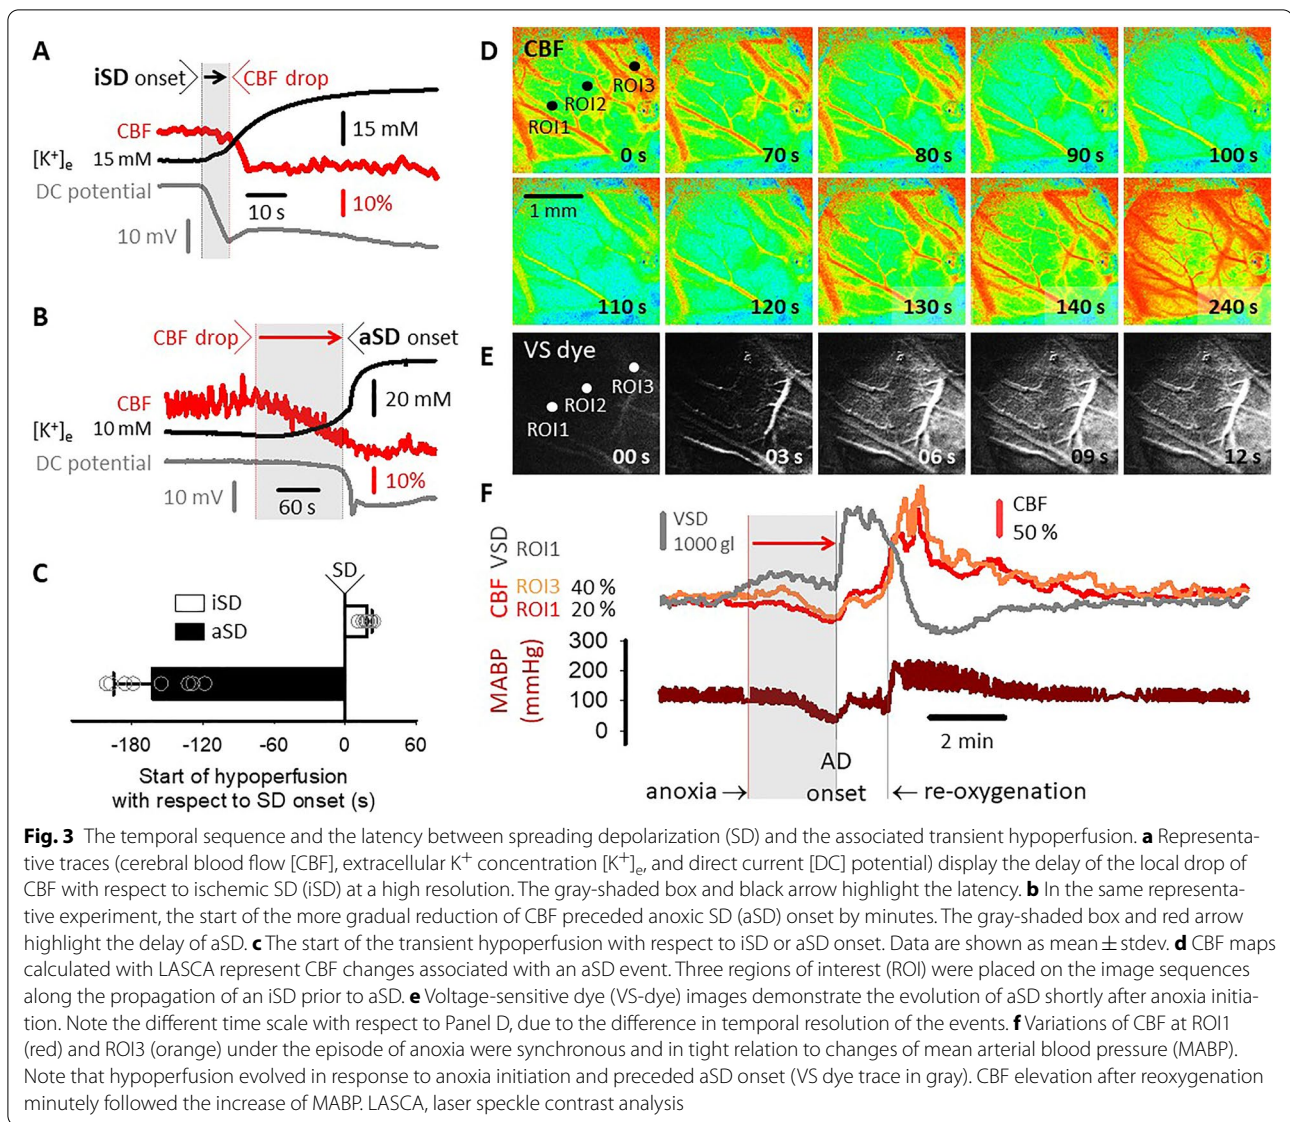 A
iSD onset
CBF drop
CBF
15 mM
[K⁺]e 15 mM
DC potential
10 s
10%
10 mV
B
CBF drop
aSD onset
CBF
20 mM
[K⁺]e 10 mM
DC potential
10 mV
60 s
10%
C
SD
iSD
aSD
-180 -120 -60 0 60
Start of hypoperfusion
with respect to SD onset (s)
D
CBF
ROI3
ROI2
ROI1
0 s 70 s 80 s 90 s 100 s
1 mm
110 s 120 s 130 s 140 s 240 s
E
VS dye
ROI3
ROI2
ROI1
00 s 03 s 06 s 09 s 12 s
F
VSD
1000 gl
CBF
50 %
VSD
ROI1
CBF
ROI3 40 %
ROI1 20 %
MABP
(mmHg)
300
200
100
0
2 min
anoxia →
AD
onset
← re-oxygenation
Fig. 3 The temporal sequence and the latency between spreading depolarization (SD) and the associated transient hypoperfusion. a Representa-
tive traces (cerebral blood flow [CBF], extracellular K⁺ concentration [K⁺]e, and direct current [DC] potential) display the delay of the local drop of
CBF with respect to ischemic SD (iSD) at a high resolution. The gray-shaded box and black arrow highlight the latency. b In the same representa-
tive experiment, the start of the more gradual reduction of CBF preceded anoxic SD (aSD) onset by minutes. The gray-shaded box and red arrow
highlight the delay of aSD. c The start of the transient hypoperfusion with respect to iSD or aSD onset. Data are shown as mean ± stdev. d CBF maps
calculated with LASCA represent CBF changes associated with an aSD event. Three regions of interest (ROI) were placed on the image sequences
along the propagation of an iSD prior to aSD. e Voltage-sensitive dye (VS-dye) images demonstrate the evolution of aSD shortly after anoxia initia-
tion. Note the different time scale with respect to Panel D, due to the difference in temporal resolution of the events. f Variations of CBF at ROI1
(red) and ROI3 (orange) under the episode of anoxia were synchronous and in tight relation to changes of mean arterial blood pressure (MABP).
Note that hypoperfusion evolved in response to anoxia initiation and preceded aSD onset (VS dye trace in gray). CBF elevation after reoxygenation
minutely followed the increase of MABP. LASCA, laser speckle contrast analysis